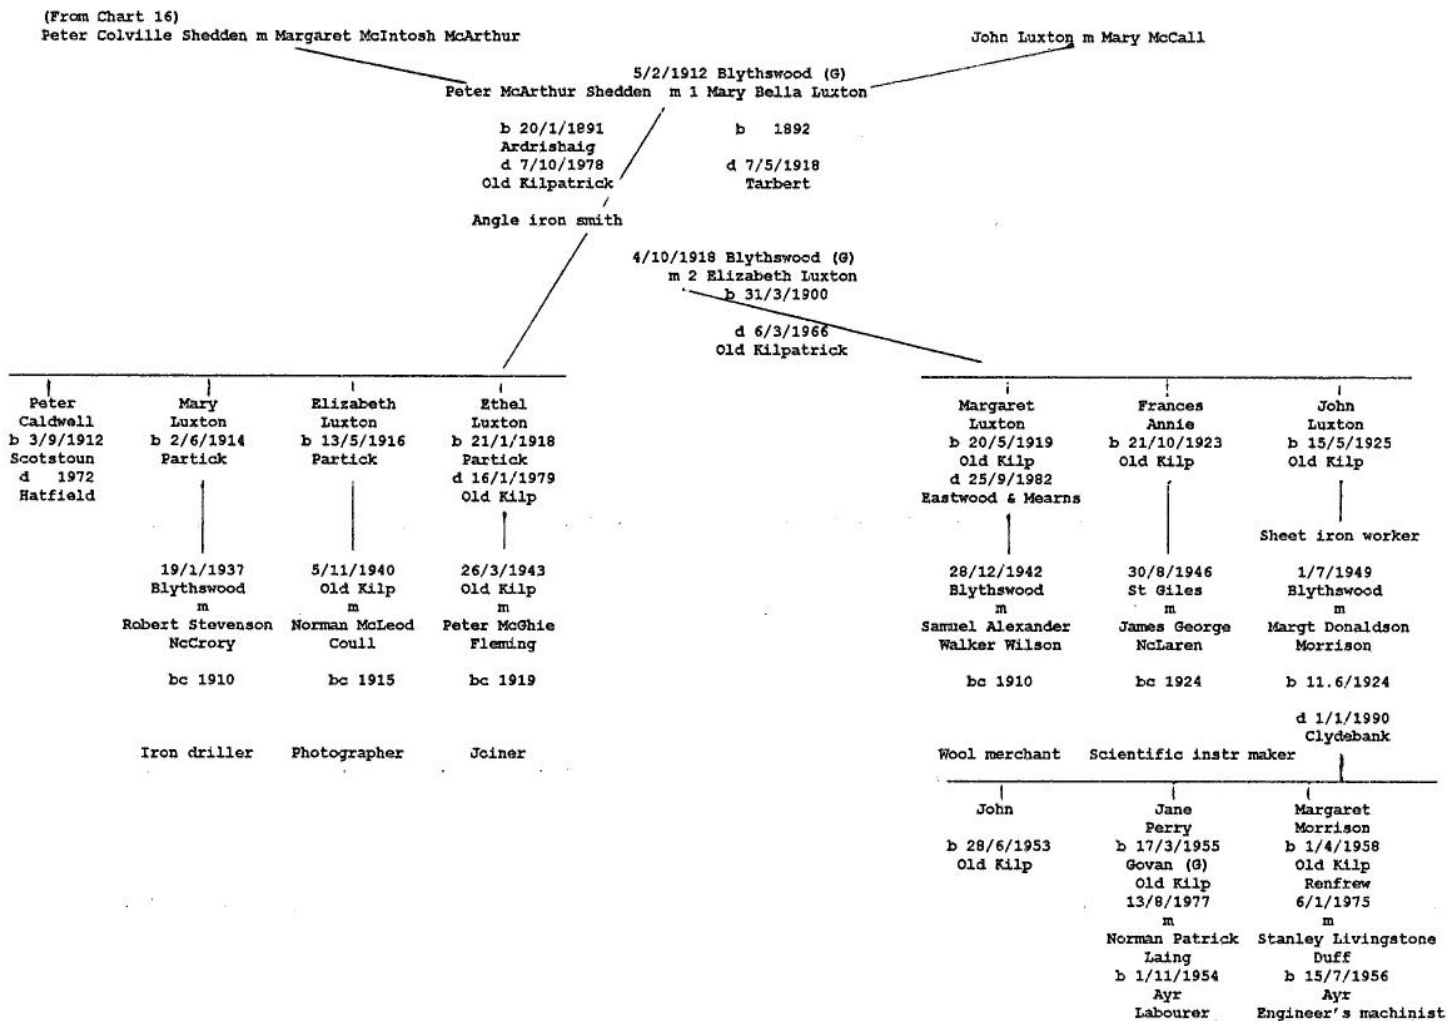 (From Chart 16)
Peter Colville Shedden m Margaret McIntosh McArthur
John Luxton m Mary McCall
5/2/1912 Blythswood (G)
Peter McArthur Shedden m 1 Mary Bella Luxton
b 20/1/1891
Ardrishaig
d 7/10/1978
Old Kilpatrick
Angle iron smith
b 1892
d 7/5/1918
Tarbert
4/10/1918 Blythswood (G)
m 2 Elizabeth Luxton
b 31/3/1900
d 6/3/1966
Old Kilpatrick
Peter
Caldwell
b 3/9/1912
Scotstoun
d 1972
Hatfield
Mary
Luxton
b 2/6/1914
Partick
19/1/1937
Blythswood
m
Robert Stevenson
NcCrory
bc 1910
Iron driller
Elizabeth
Luxton
b 13/5/1916
Partick
5/11/1940
Old Kilp
m
Norman McLeod
Coull
bc 1915
Photographer
Ethel
Luxton
b 21/1/1918
Partick
d 16/1/1979
Old Kilp
26/3/1943
Old Kilp
m
Peter McGhie
Fleming
bc 1919
Joiner
Margaret
Luxton
b 20/5/1919
Old Kilp
d 25/9/1982
Eastwood & Mearns
28/12/1942
Blythswood
m
Samuel Alexander
Walker Wilson
bc 1910
Wool merchant
Frances
Annie
b 21/10/1923
Old Kilp
30/8/1946
St Giles
m
James George
NcLaren
bc 1924
Scientific instr maker
John
Luxton
b 15/5/1925
Old Kilp
Sheet iron worker
1/7/1949
Blythswood
m
Margt Donaldson
Morrison
b 11.6/1924
d 1/1/1990
Clydebank
John
b 28/6/1953
Old Kilp
Jane
Perry
b 17/3/1955
Govan (G)
Old Kilp
13/8/1977
m
Norman Patrick
Laing
b 1/11/1954
Ayr
Labourer
Margaret
Morrison
b 1/4/1958
Old Kilp
Renfrew
6/1/1975
m
Stanley Livingstone
Duff
b 15/7/1956
Ayr
Engineer's machinist